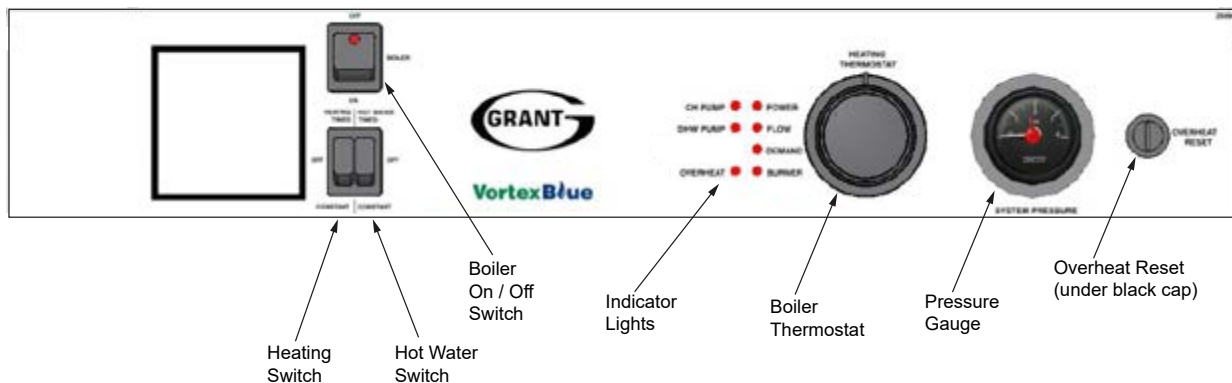 OFF
BOILER
ON
HEATING TIMED | HOT WATER TIMED
OFF
OFF
CONSTANT | CONSTANT
GRANT
VortexBlue
CH PUMP
POWER
DHW PUMP
FLOW
DEMAND
OVERHEAT
BURNER
HEATING
THERMOSTAT
SYSTEM PRESSURE
OVERHEAT
RESET
Heating
Switch
Hot Water
Switch
Boiler
On / Off
Switch
Indicator
Lights
Boiler
Thermostat
Pressure
Gauge
Overheat Reset
(under black cap)